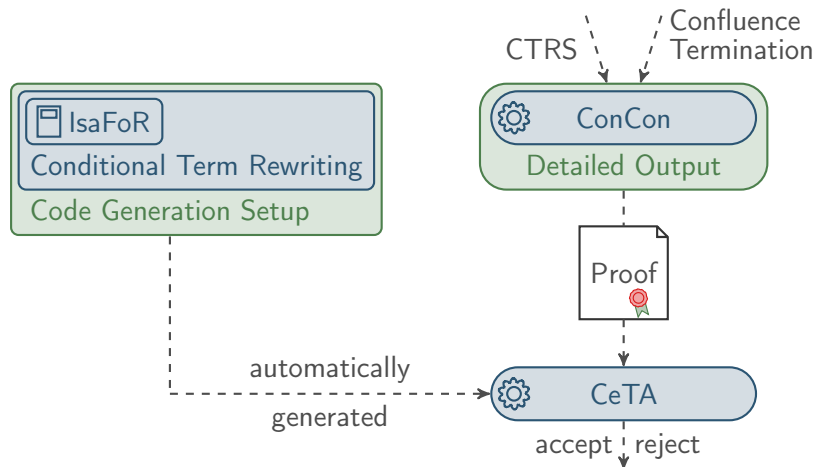 CTRS
Confluence
Termination
IsaFoR
Conditional Term Rewriting
Code Generation Setup
ConCon
Detailed Output
Proof
automatically
generated
CeTA
accept
reject